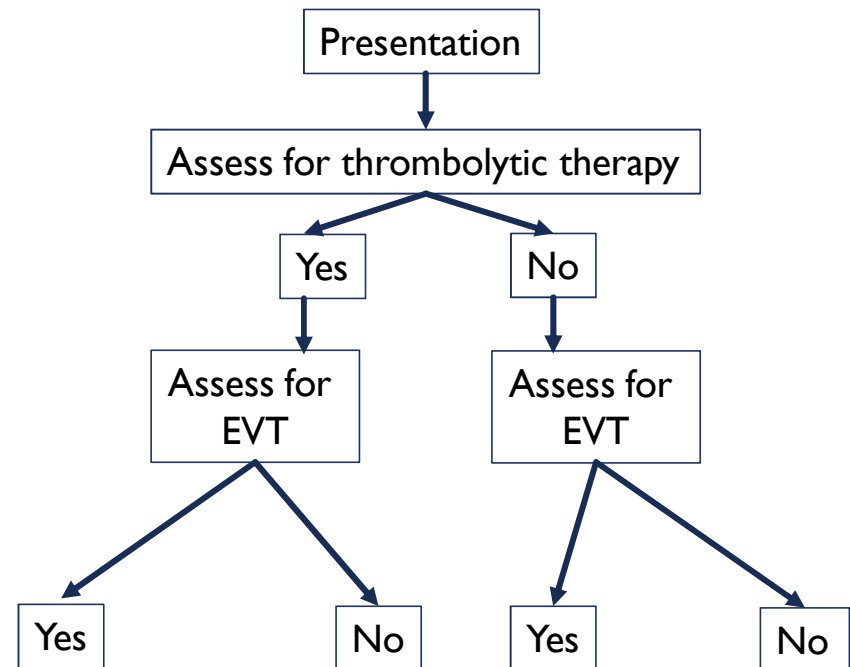 Presentation
Assess for thrombolytic therapy
Yes
No
Assess for
EVT
Assess for
EVT
Yes
No
Yes
No